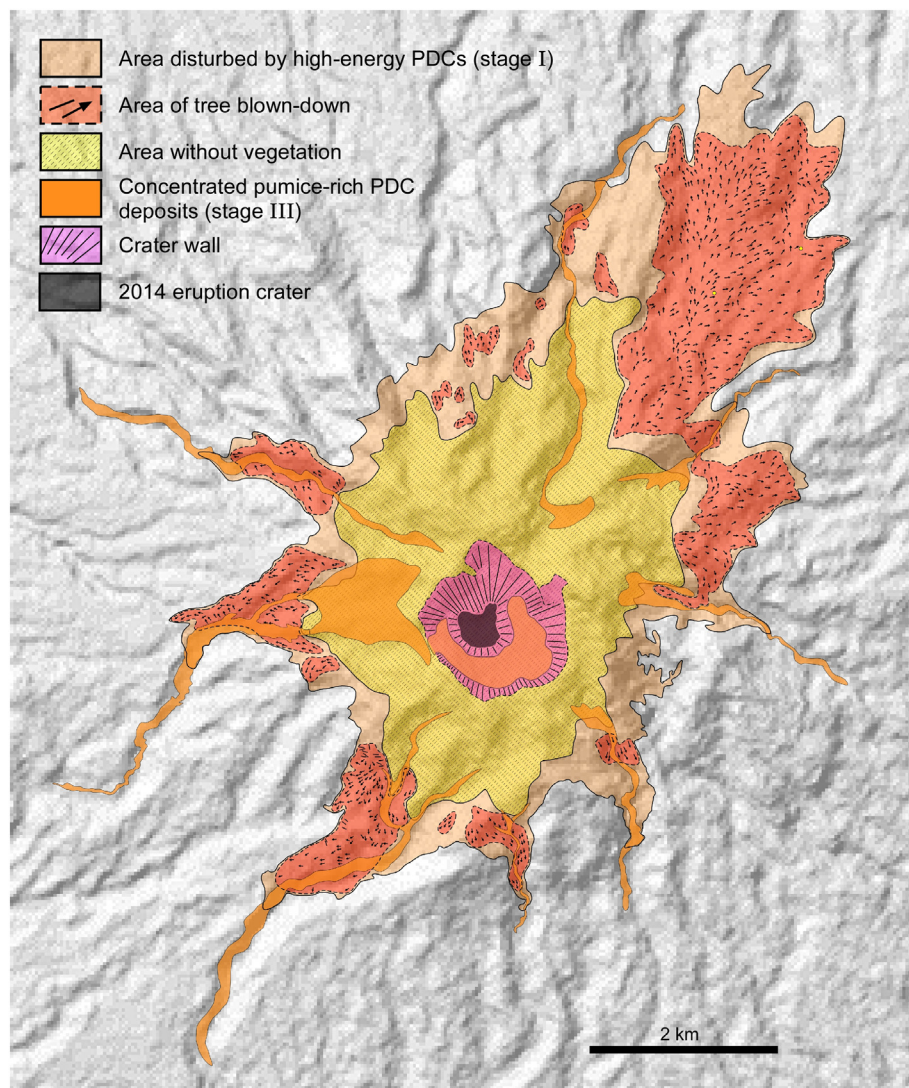 Area disturbed by high-energy PDCs (stage I)
Area of tree blown-down
Area without vegetation
Concentrated pumice-rich PDC
deposits (stage III)
Crater wall
2014 eruption crater
2 km